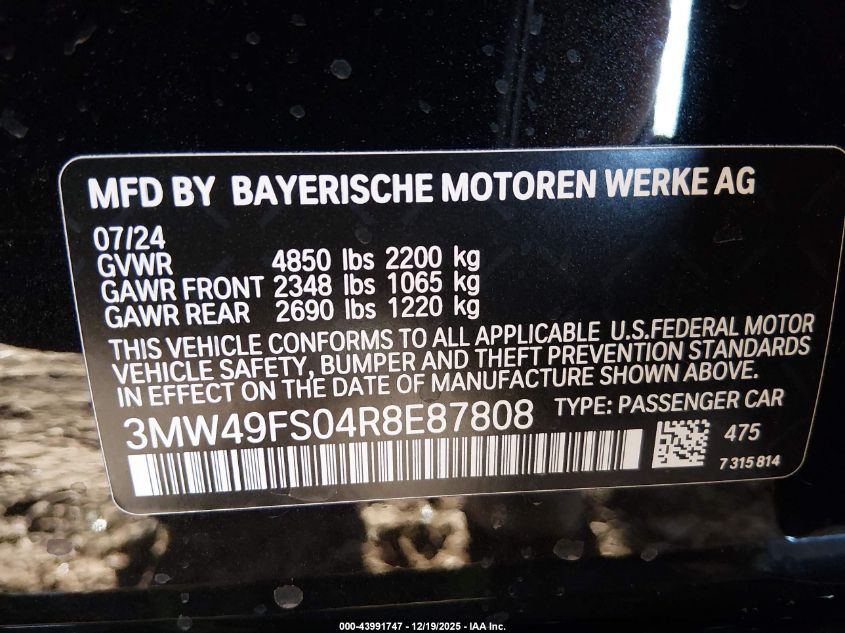 MFD BY BAYERISCHE MOTOREN WERKE AG
07/24
GVWR 4850 lbs 2200 kg
GAWR FRONT 2348 lbs 1065 kg
GAWR REAR 2690 lbs 1220 kg
THIS VEHICLE CONFORMS TO ALL APPLICABLE U.S.FEDERAL MOTOR
VEHICLE SAFETY, BUMPER AND THEFT PREVENTION STANDARDS
IN EFFECT ON THE DATE OF MANUFACTURE SHOWN ABOVE.
3MW49FS04R8E87808 TYPE: PASSENGER CAR
475
7 315 814
000-43991747 - 12/19/2025 - IAA Inc.